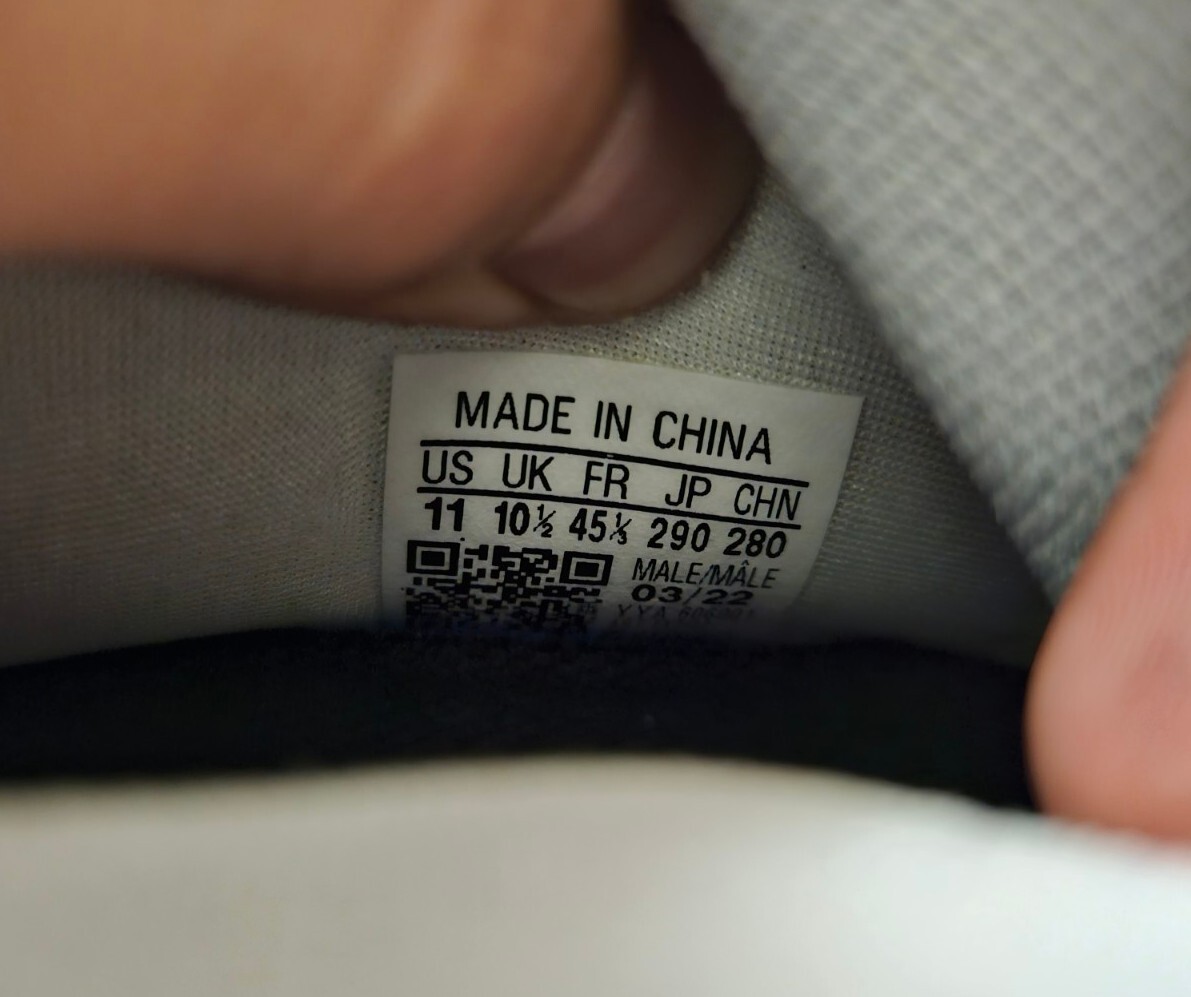 MADE IN CHINA
US UK FR JP CHN
11 10½ 45⅓ 290 280
MALE/MÂLE
03/22
YYA